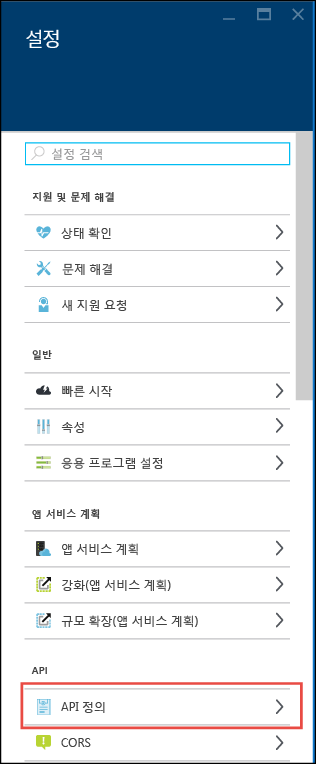 설정
설정 검색
지원 및 문제 해결
상태 확인
문제 해결
새 지원 요청
일반
빠른 시작
속성
응용 프로그램 설정
앱 서비스 계획
앱 서비스 계획
강화(앱 서비스 계획)
규모 확장(앱 서비스 계획)
API
API 정의
CORS